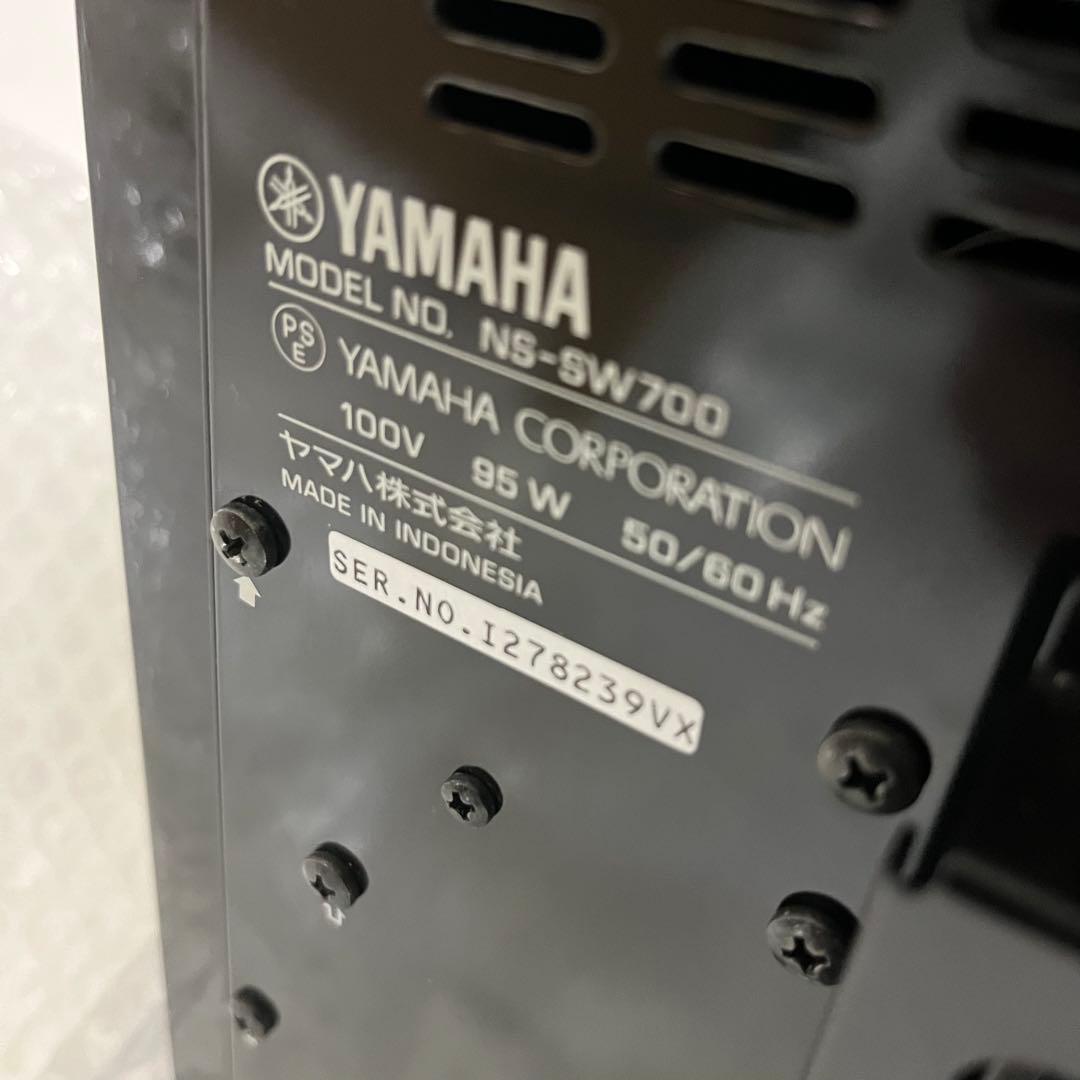 YAMAHA
MODEL NO. NS-SW700
PSE YAMAHA CORPORATION
100V 95 W 50/60 Hz
ヤマハ株式会社
MADE IN INDONESIA
SER.NO.I278239VX